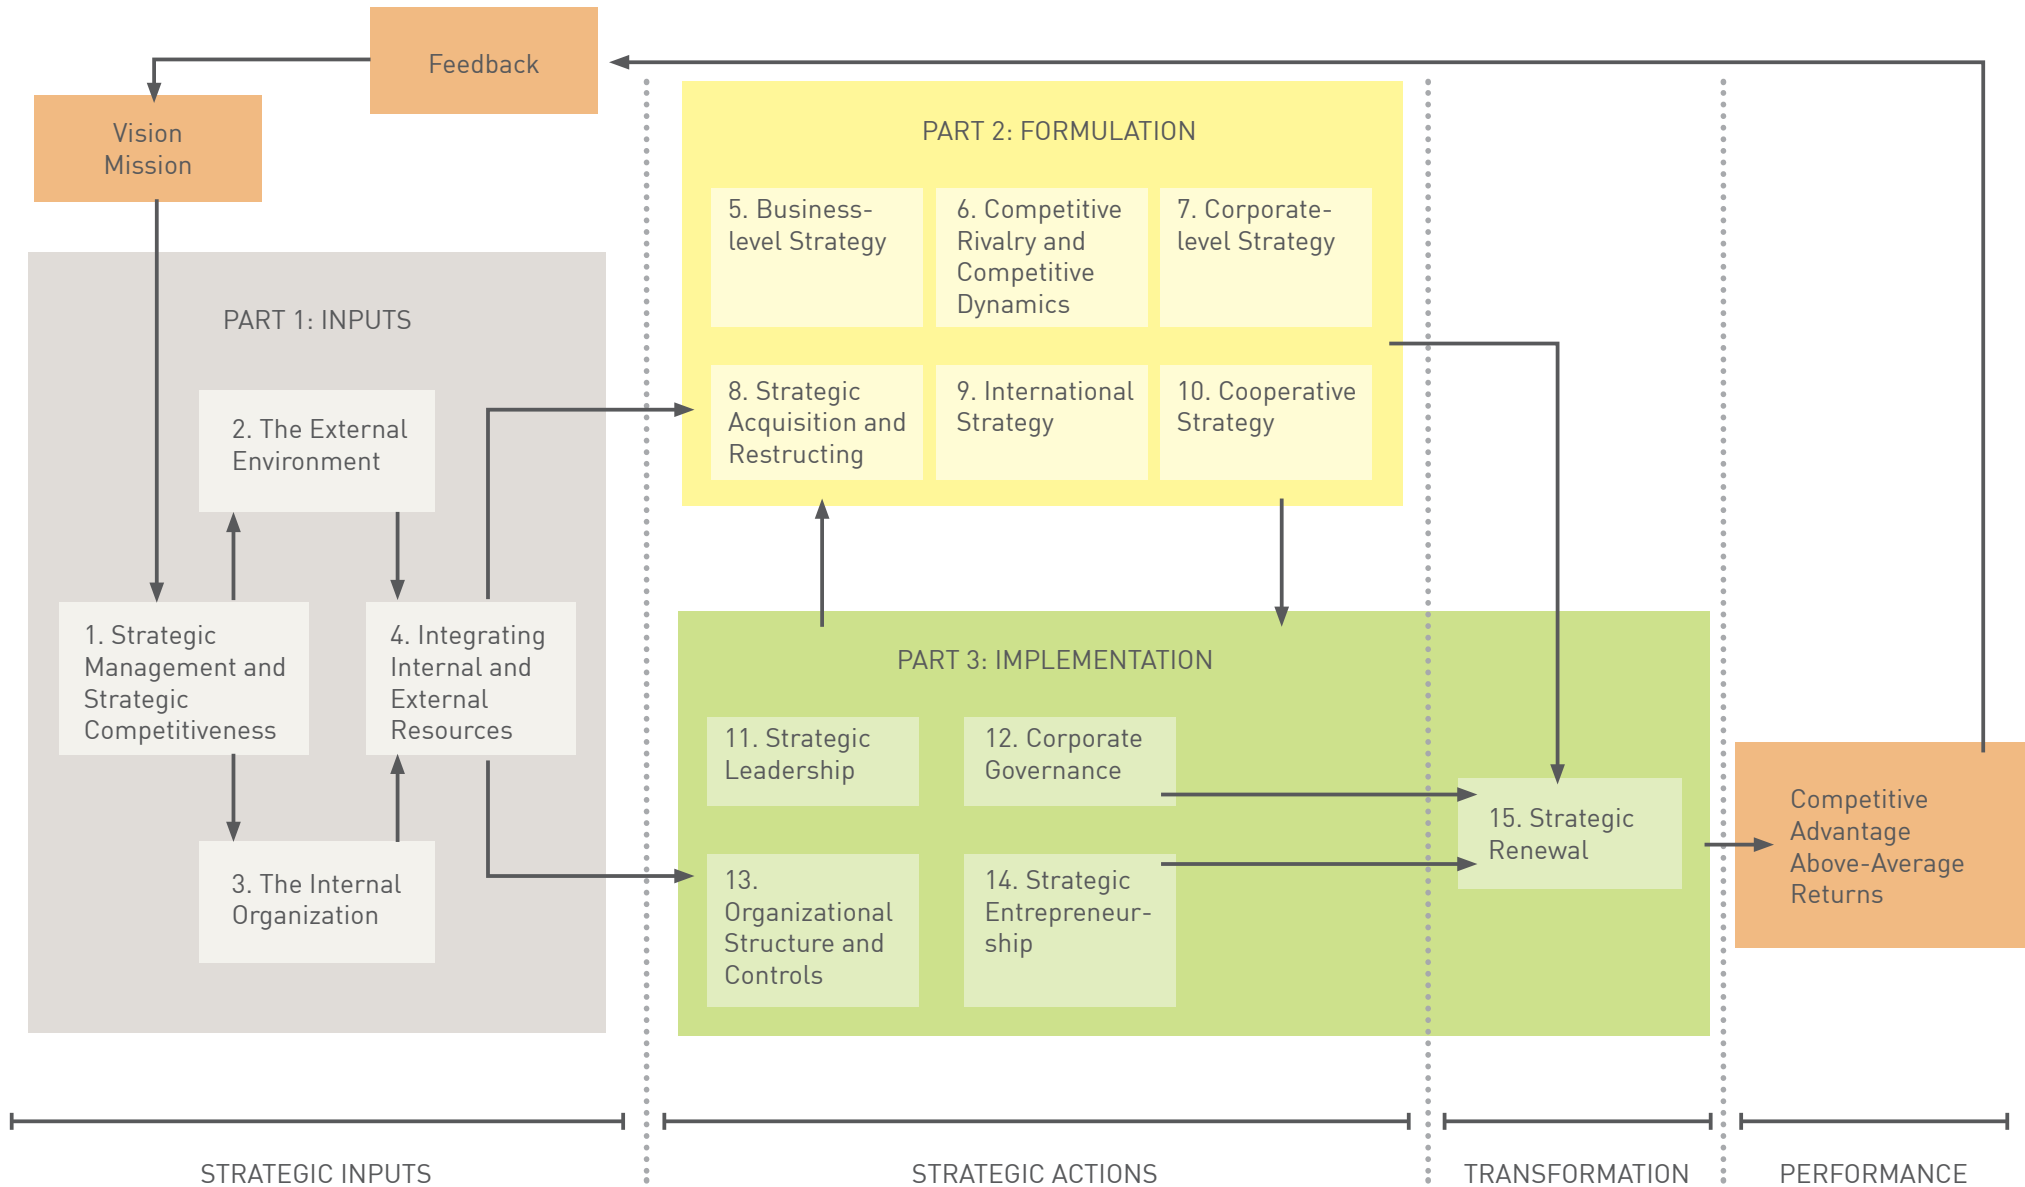 Feedback
Vision
Mission
PART 1: INPUTS
2. The External
Environment
1. Strategic
Management and
Strategic
Competitiveness
4. Integrating
Internal and
External
Resources
3. The Internal
Organization
PART 2: FORMULATION
5. Business-
level Strategy
6. Competitive
Rivalry and
Competitive
Dynamics
7. Corporate-
level Strategy
8. Strategic
Acquisition and
Restructing
9. International
Strategy
10. Cooperative
Strategy
PART 3: IMPLEMENTATION
11. Strategic
Leadership
12. Corporate
Governance
13.
Organizational
Structure and
Controls
14. Strategic
Entrepreneur-
ship
15. Strategic
Renewal
Competitive
Advantage
Above-Average
Returns
STRATEGIC INPUTS
STRATEGIC ACTIONS
TRANSFORMATION
PERFORMANCE